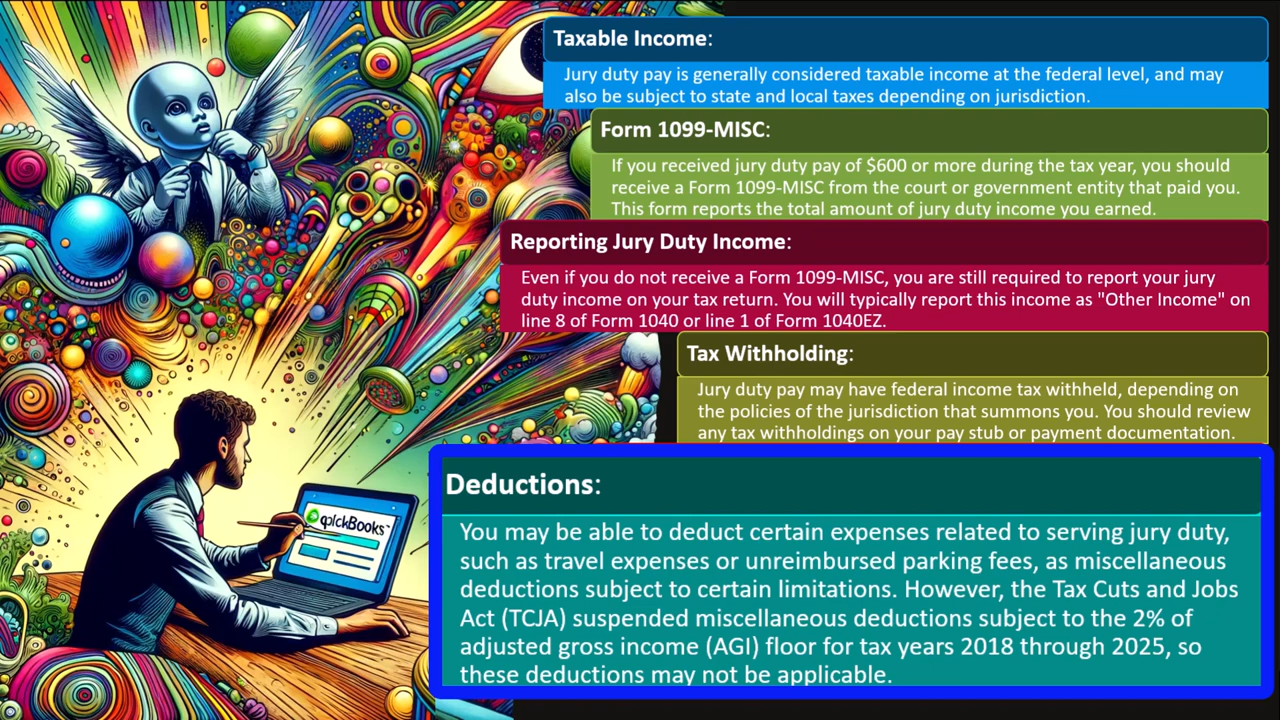 Taxable Income:
Jury duty pay is generally considered taxable income at the federal level, and may
also be subject to state and local taxes depending on jurisdiction.
Form 1099-MISC:
If you received jury duty pay of $600 or more during the tax year, you should
receive a Form 1099-MISC from the court or government entity that paid you.
This form reports the total amount of jury duty income you earned.
Reporting Jury Duty Income:
Even if you do not receive a Form 1099-MISC, you are still required to report your jury
duty income on your tax return. You will typically report this income as "Other Income" on
line 8 of Form 1040 or line 1 of Form 1040EZ.
Tax Withholding:
Jury duty pay may have federal income tax withheld, depending on
the policies of the jurisdiction that summons you. You should review
any tax withholdings on your pay stub or payment documentation.
Deductions:
You may be able to deduct certain expenses related to serving jury duty,
such as travel expenses or unreimbursed parking fees, as miscellaneous
deductions subject to certain limitations. However, the Tax Cuts and Jobs
Act (TCJA) suspended miscellaneous deductions subject to the 2% of
adjusted gross income (AGI) floor for tax years 2018 through 2025, so
these deductions may not be applicable.